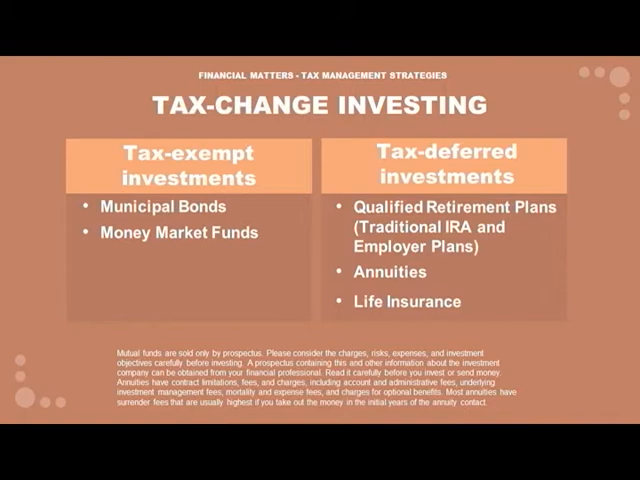 FINANCIAL MATTERS - TAX MANAGEMENT STRATEGIES
TAX-CHANGE INVESTING
Tax-exempt
investments
• Municipal Bonds
• Money Market Funds
Tax-deferred
investments
• Qualified Retirement Plans
(Traditional IRA and
Employer Plans)
• Annuities
• Life Insurance
Mutual funds are sold only by prospectus. Please consider the charges, risks, expenses, and investment
objectives carefully before investing. A prospectus containing this and other information about the investment
company can be obtained from your financial professional. Read it carefully before you invest or send money.
Annuities have contract limitations, fees, and charges, including account and administrative fees, underlying
investment management fees, mortality and expense fees, and charges for optional benefits. Most annuities have
surrender fees that are usually highest if you take out the money in the initial years of the annuity contact.